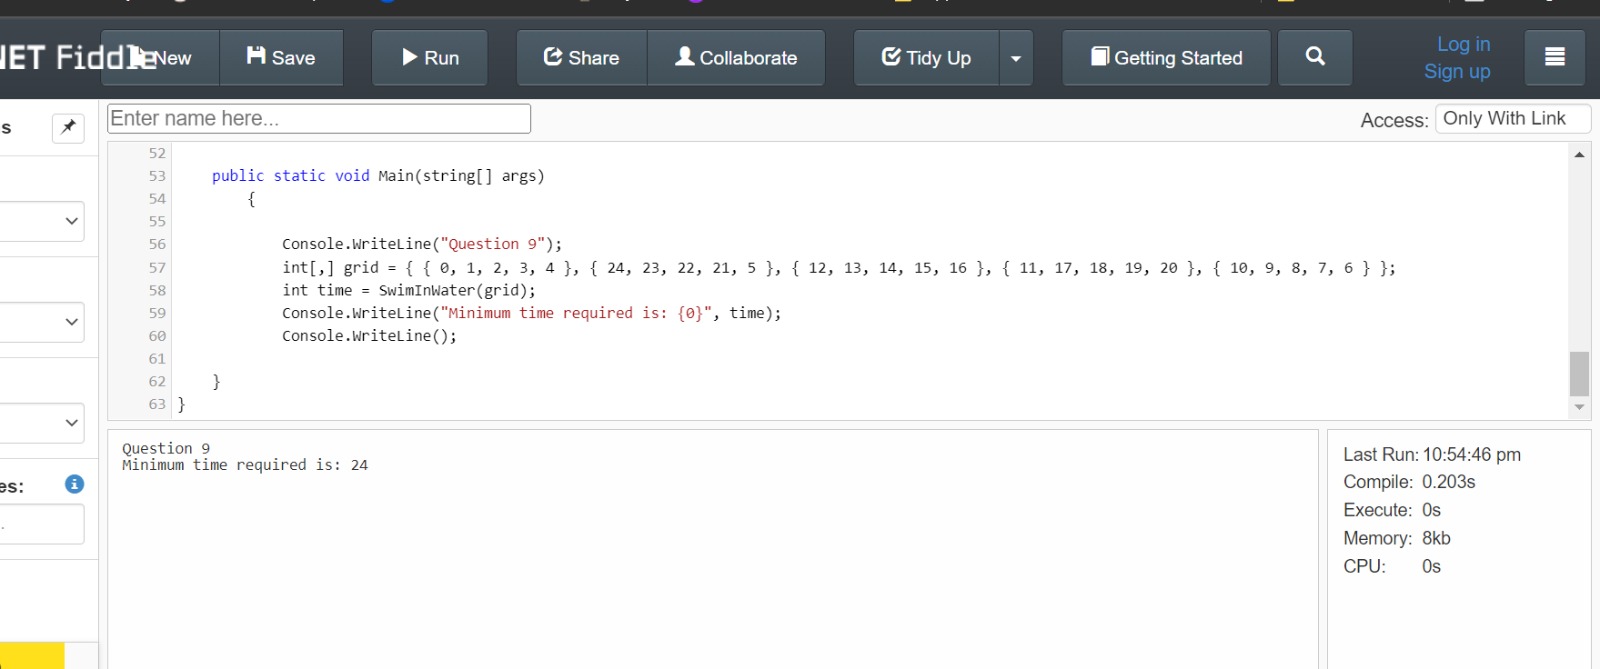 NET Fiddle New Save Run Share Collaborate Tidy Up Getting Started Log in
Sign up
s Enter name here... Access: Only With Link
52
53 public static void Main(string[] args)
54 {
55
56 Console.WriteLine("Question 9");
57 int[,] grid = { { 0, 1, 2, 3, 4 }, { 24, 23, 22, 21, 5 }, { 12, 13, 14, 15, 16 }, { 11, 17, 18, 19, 20 }, { 10, 9, 8, 7, 6 } };
58 int time = SwimInWater(grid);
59 Console.WriteLine("Minimum time required is: {0}", time);
60 Console.WriteLine();
61
62 }
63 }
es:
Question 9
Minimum time required is: 24
Last Run: 10:54:46 pm
Compile: 0.203s
Execute: 0s
Memory: 8kb
CPU: 0s